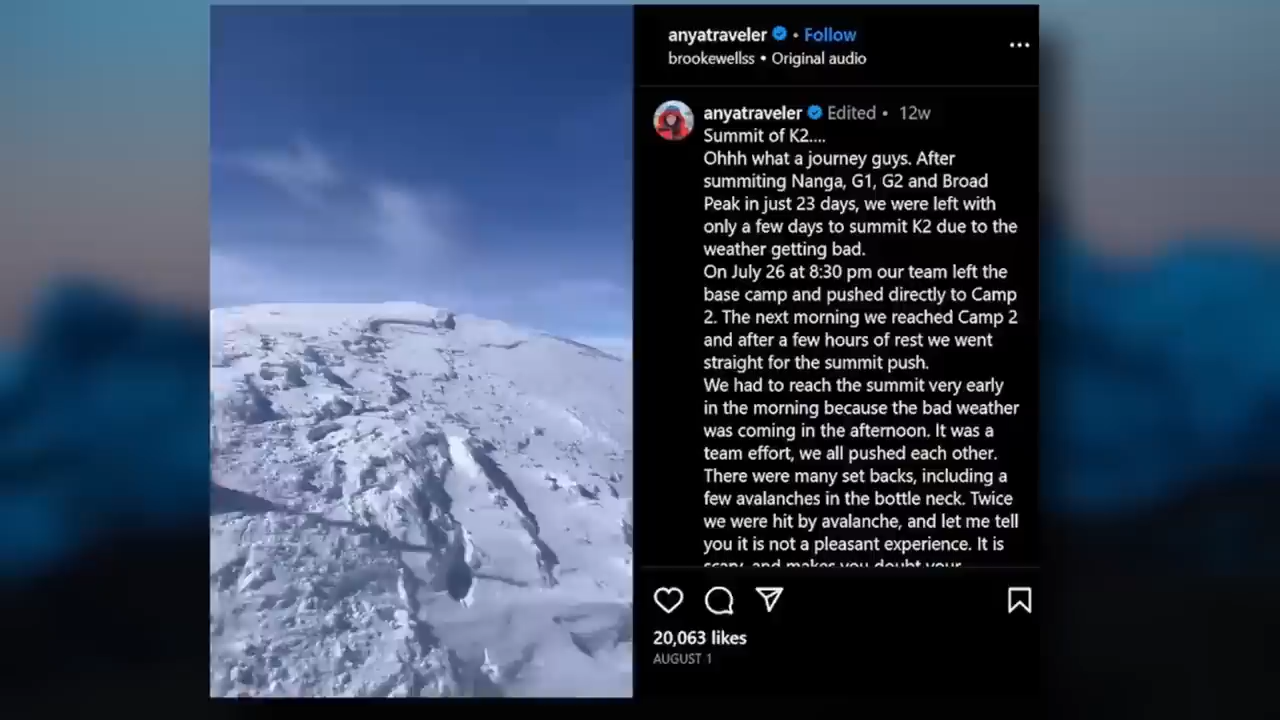 anyatraveler • Follow
brookewellss • Original audio
anyatraveler Edited • 12w
Summit of K2....
Ohhh what a journey guys. After
summiting Nanga, G1, G2 and Broad
Peak in just 23 days, we were left with
only a few days to summit K2 due to the
weather getting bad.
On July 26 at 8:30 pm our team left the
base camp and pushed directly to Camp
2. The next morning we reached Camp 2
and after a few hours of rest we went
straight for the summit push.
We had to reach the summit very early
in the morning because the bad weather
was coming in the afternoon. It was a
team effort, we all pushed each other.
There were many set backs, including a
few avalanches in the bottle neck. Twice
we were hit by avalanche, and let me tell
you it is not a pleasant experience. It is
scary, and makes you doubt your
20,063 likes
AUGUST 1